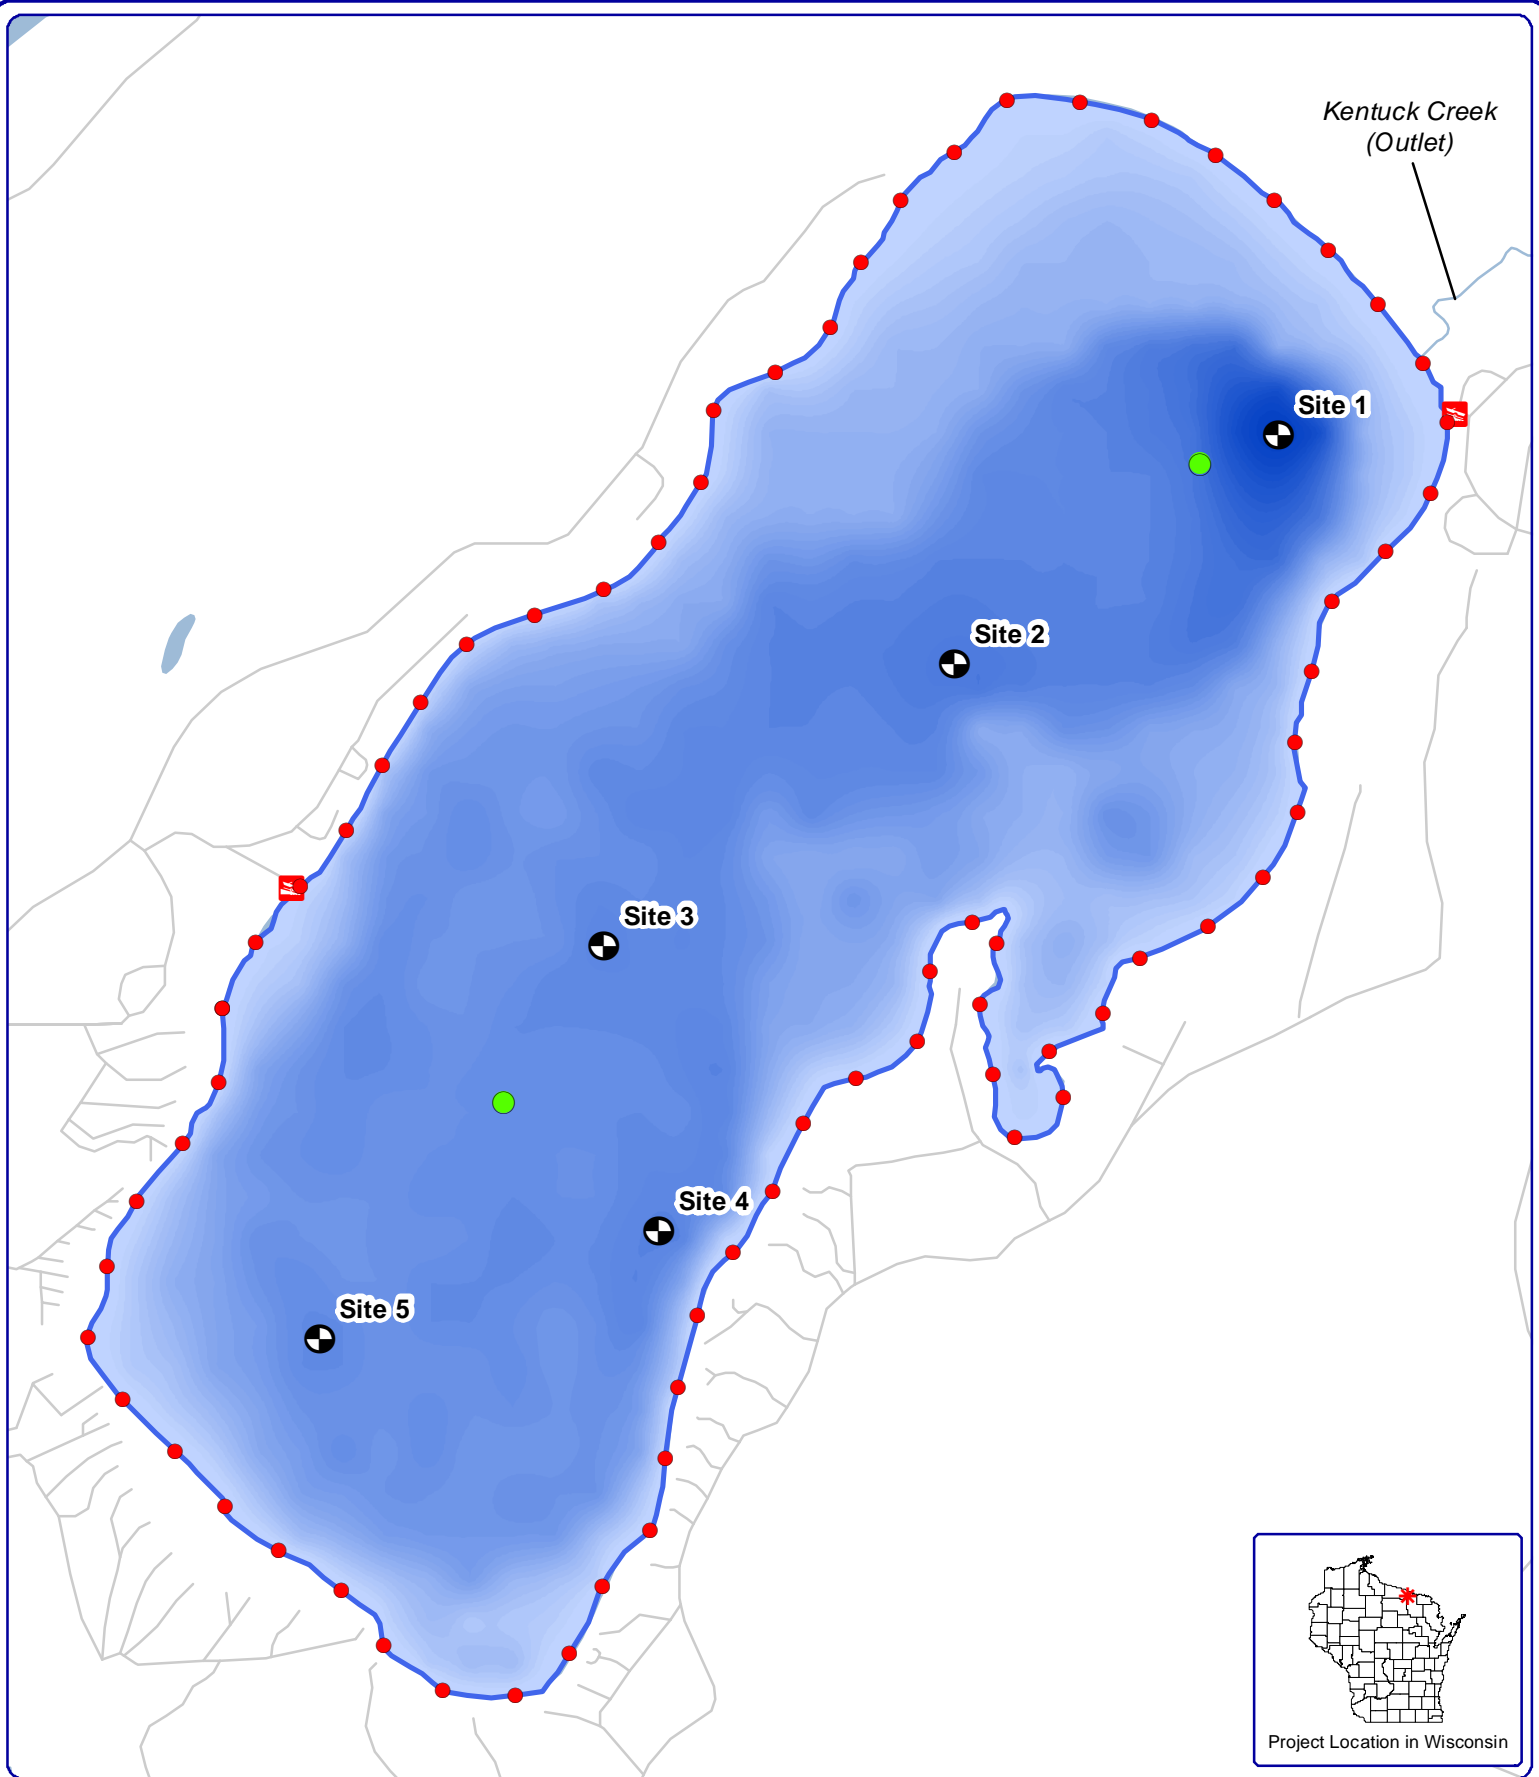 Kentuck Creek
(Outlet)
Site 1
Site 2
Site 3
Site 4
Site 5
Project Location in Wisconsin